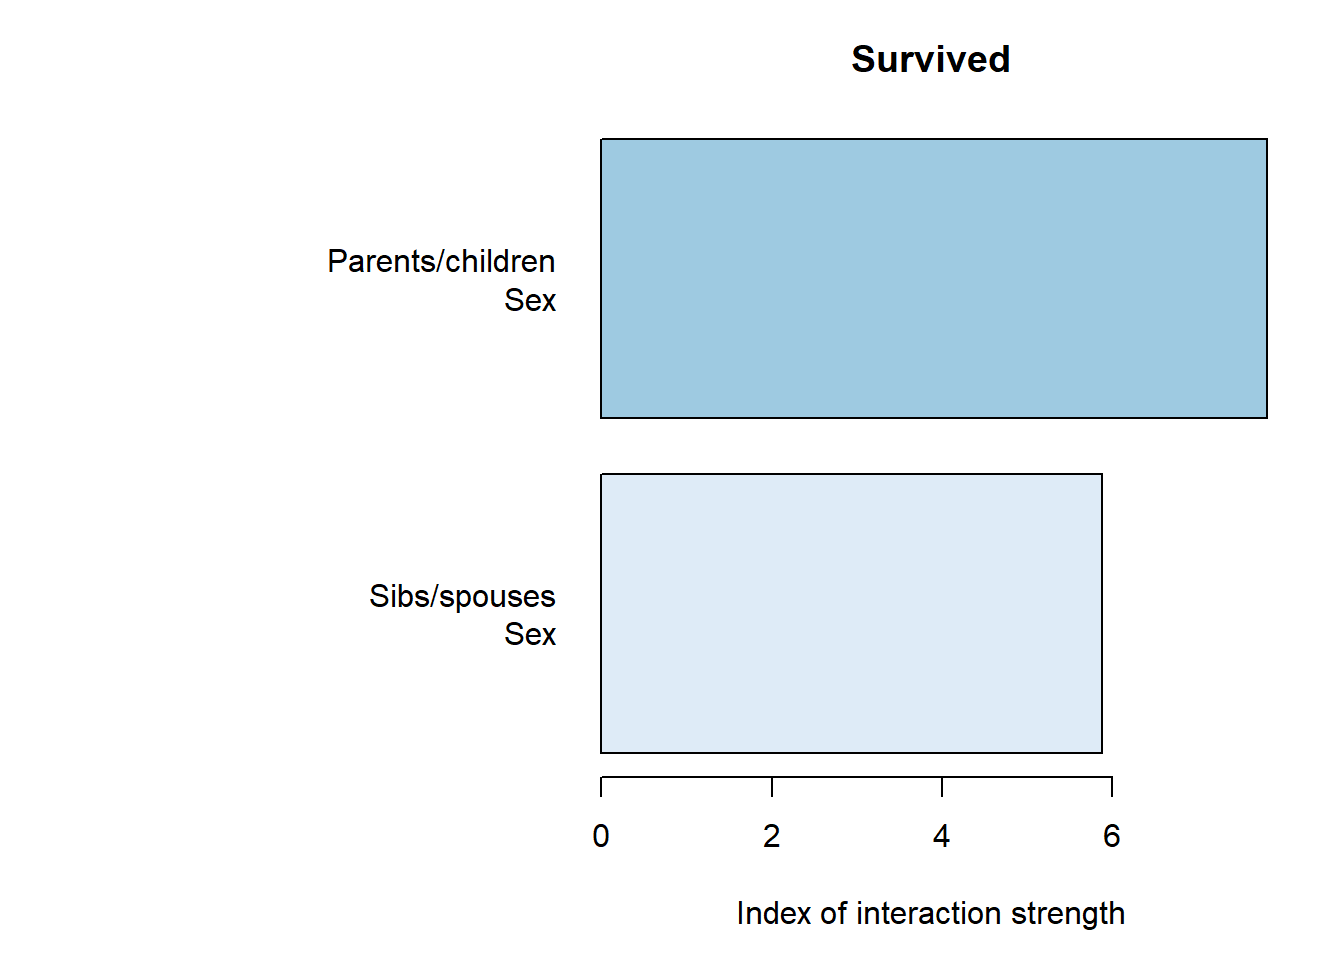 Survived
Parents/children
Sex
Sibs/spouses
Sex
0 2 4 6
Index of interaction strength